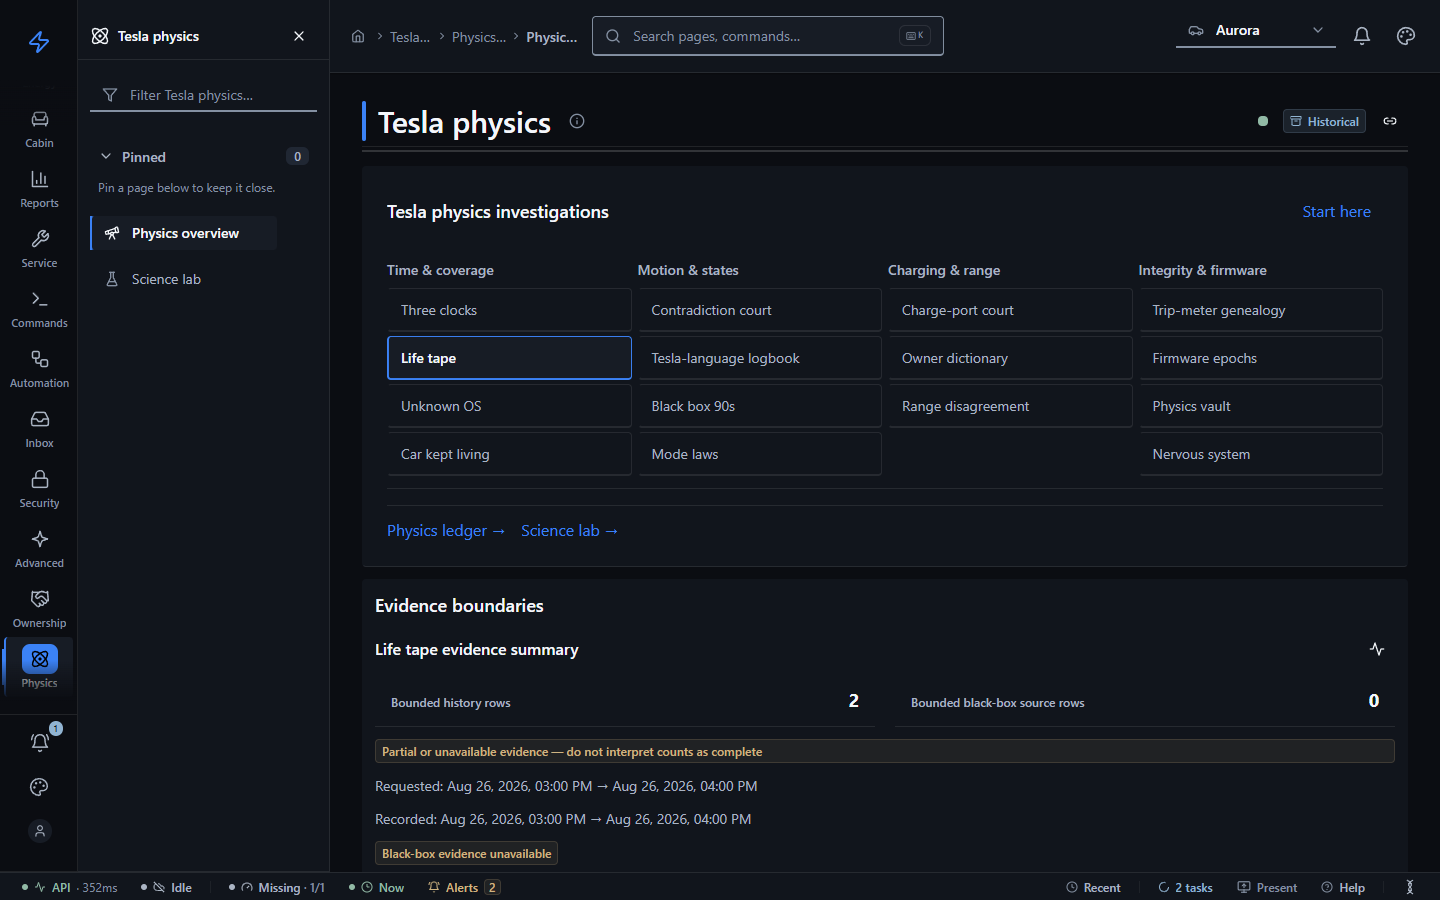 Tesla physics
Tesla...
Physics...
Physic...
Search pages, commands...
K
Aurora
Filter Tesla physics...
Pinned
0
Pin a page below to keep it close.
Physics overview
Science lab
Cabin
Reports
Service
Commands
Automation
Inbox
Security
Advanced
Ownership
Physics
1
Tesla physics
Historical
Tesla physics investigations
Start here
Time & coverage
Motion & states
Charging & range
Integrity & firmware
Three clocks
Contradiction court
Charge-port court
Trip-meter genealogy
Life tape
Tesla-language logbook
Owner dictionary
Firmware epochs
Unknown OS
Black box 90s
Range disagreement
Physics vault
Car kept living
Mode laws
Nervous system
Physics ledger →
Science lab →
Evidence boundaries
Life tape evidence summary
Bounded history rows
2
Bounded black-box source rows
0
Partial or unavailable evidence — do not interpret counts as complete
Requested: Aug 26, 2026, 03:00 PM → Aug 26, 2026, 04:00 PM
Recorded: Aug 26, 2026, 03:00 PM → Aug 26, 2026, 04:00 PM
Black-box evidence unavailable
API · 352ms
Idle
Missing · 1/1
Now
Alerts 2
Recent
2 tasks
Present
Help